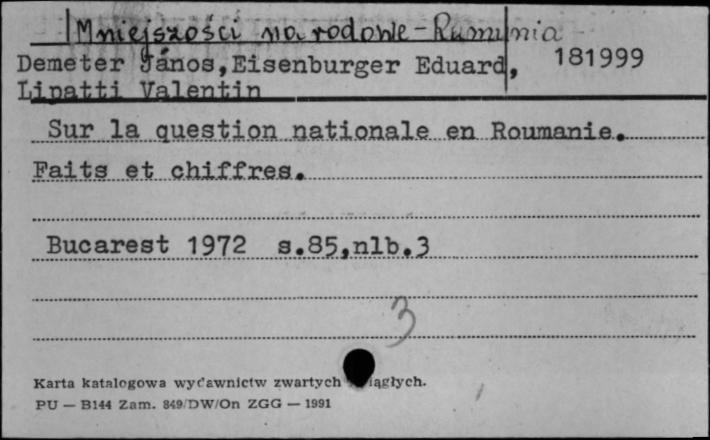 Mniejszości narodowe - Rumunia
Demeter János,Eisenburger Eduard, 181999
Lipatti Valentin
Sur la question nationale en Roumanie.
Faits et chiffres.
Bucarest 1972 s.85,nlb.3
3
Karta katalogowa wydawnictw zwartych iągłych.
PU — B144 Zam. 849/DW/On ZGG — 1991